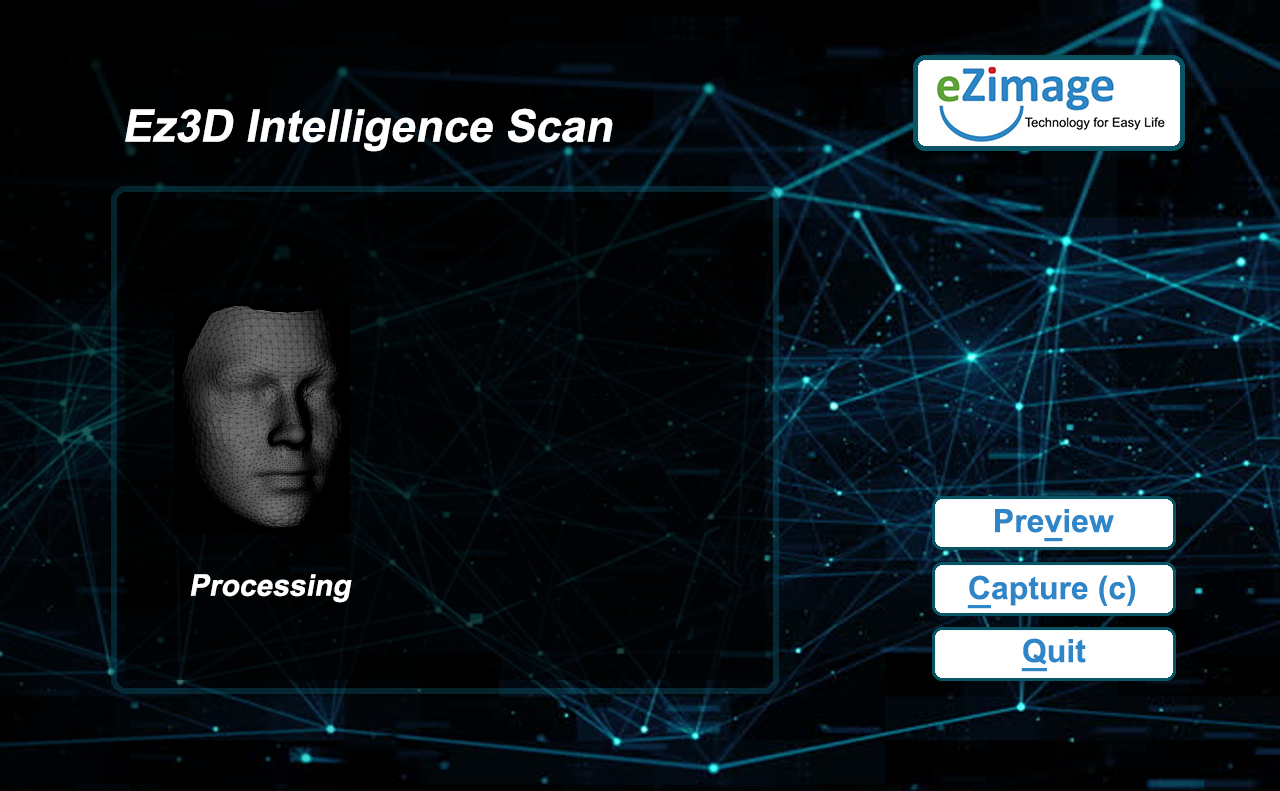 eZimage
Technology for Easy Life
Ez3D Intelligence Scan
Processing
Preview
Capture (c)
Quit